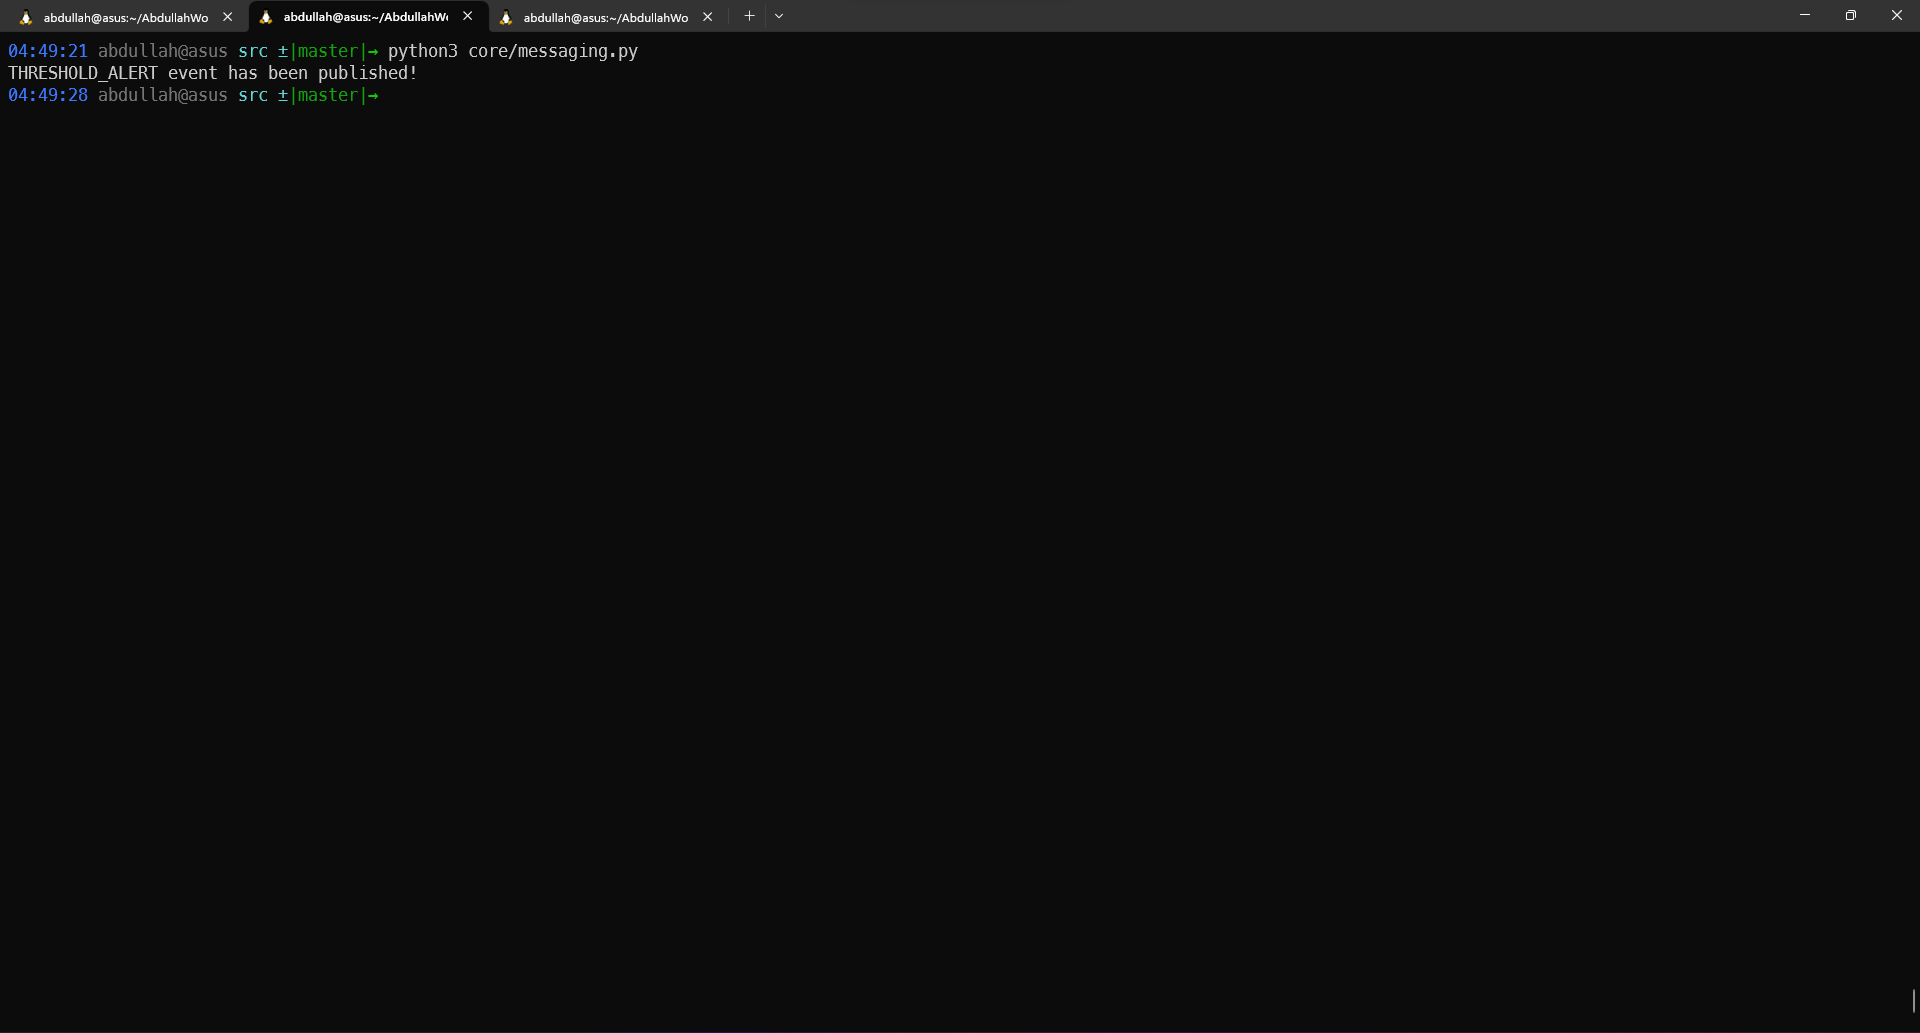 abdullah@asus:~/AbdullahWo
abdullah@asus:~/AbdullahW
abdullah@asus:~/AbdullahWo
04:49:21 abdullah@asus src ±|master|→ python3 core/messaging.py
THRESHOLD_ALERT event has been published!
04:49:28 abdullah@asus src ±|master|→